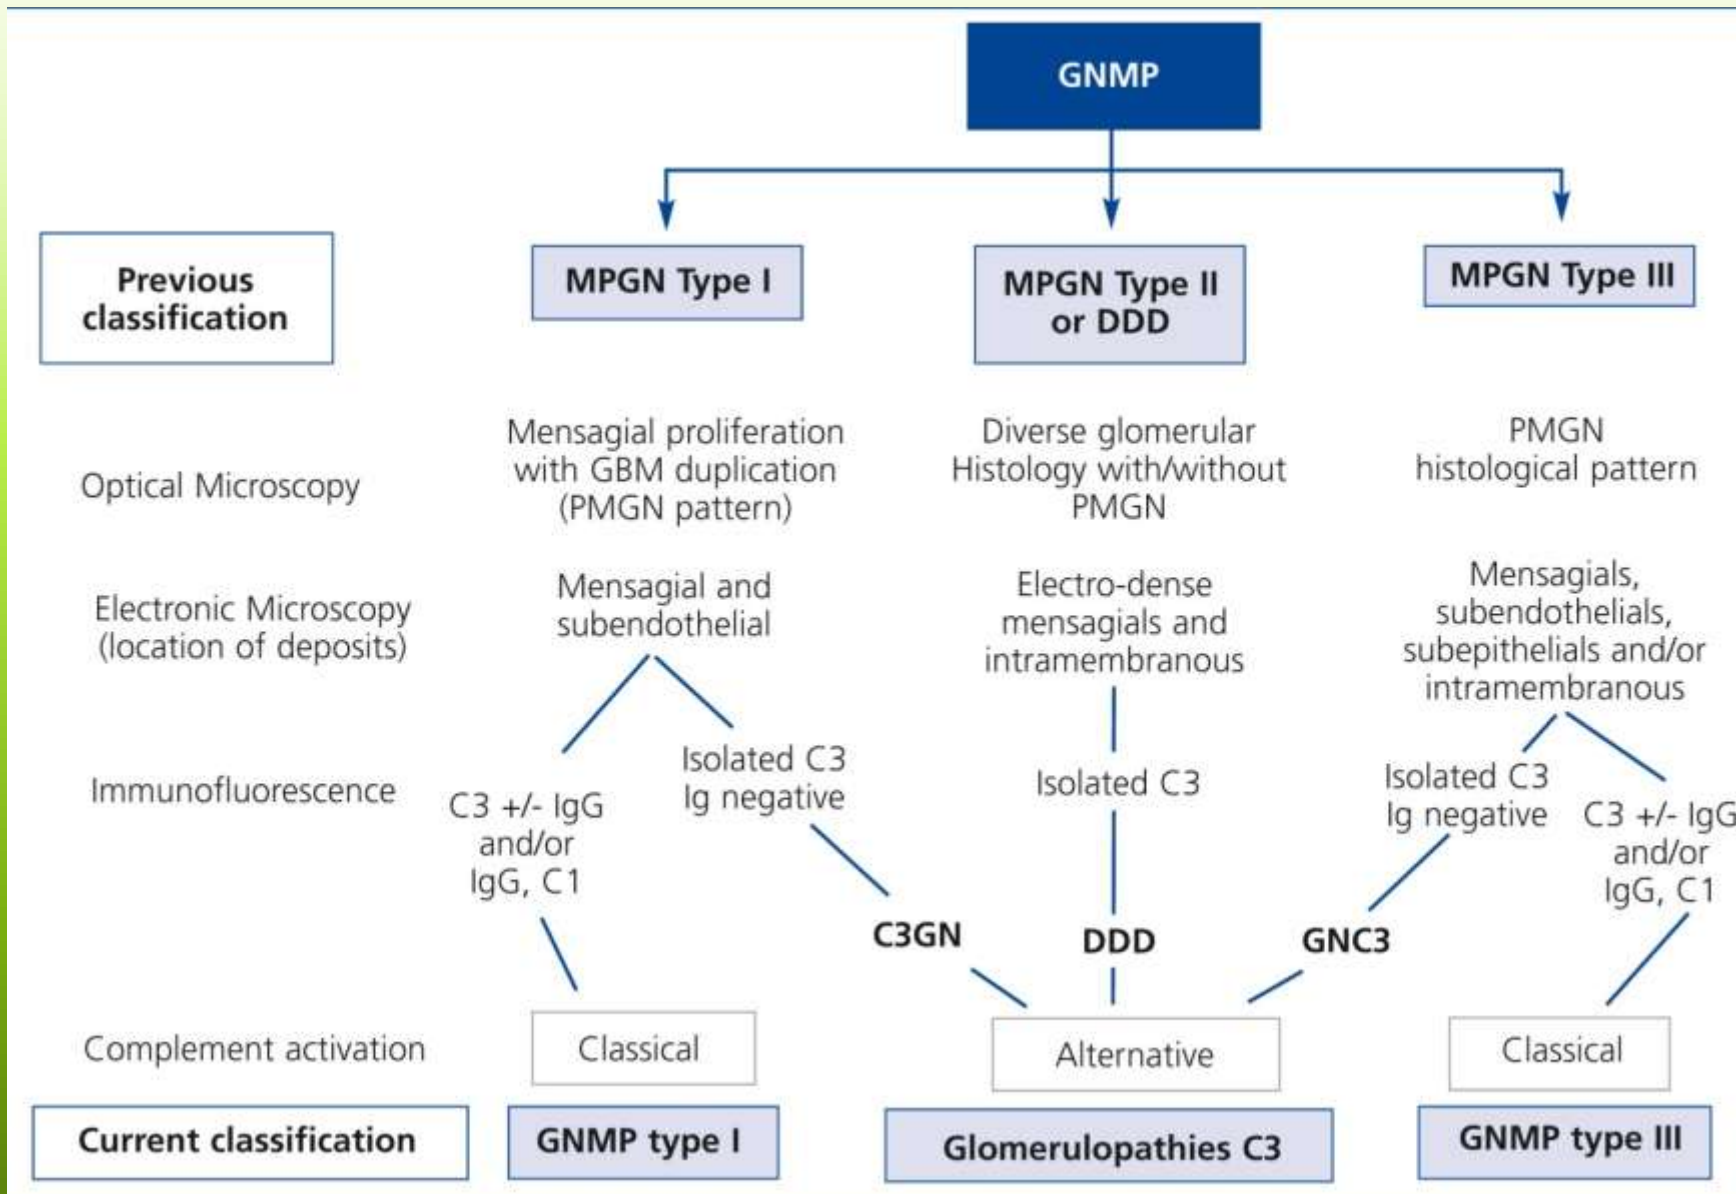 GNMP
Previous
classification
MPGN Type I
MPGN Type II
or DDD
MPGN Type III
Optical Microscopy
Mensagial proliferation
with GBM duplication
(PMGN pattern)
Diverse glomerular
Histology with/without
PMGN
PMGN
histological pattern
Electronic Microscopy
(location of deposits)
Mensagial and
subendothelial
Electro-dense
mensagials and
intramembranous
Mensagials,
subendothelials,
subepithelials and/or
intramembranous
Immunofluorescence
C3 +/- IgG
and/or
IgG, C1
Isolated C3
Ig negative
Isolated C3
Isolated C3
Ig negative
C3 +/- IgG
and/or
IgG, C1
C3GN
DDD
GNC3
Complement activation
Classical
Alternative
Classical
Current classification
GNMP type I
Glomerulopathies C3
GNMP type III